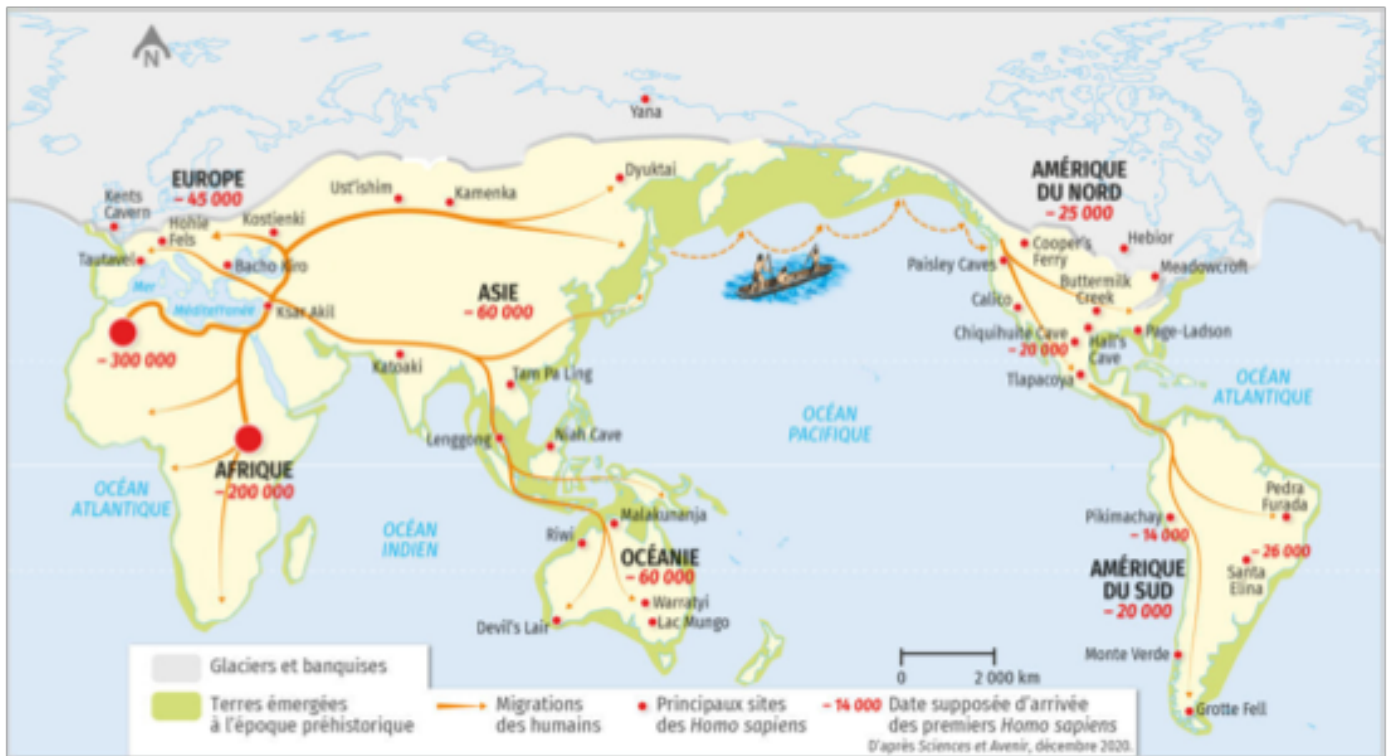 N
Yana
EUROPE
– 45 000
Kents
Cavern
Hohle
Fels
Kostienki
Ust'ishim
Kamenka
Dyuktai
Tautavel
Bacho Kiro
Mer
Méditerranée
Ksar Akil
ASIE
– 60 000
– 300 000
Katoaki
Tam Pa Ling
Lenggong
Niah Cave
AFRIQUE
– 200 000
OCÉAN
ATLANTIQUE
OCÉAN
INDIEN
Malakunanja
Riwi
OCÉANIE
– 60 000
Warratyi
Lac Mungo
Devil's Lair
OCÉAN
PACIFIQUE
AMÉRIQUE
DU NORD
– 25 000
Cooper's
Ferry
Hebior
Paisley Caves
Meadowcroft
Buttermilk
Creek
Calico
Chiquihuite Cave
– 20 000
Hall's
Cave
Page-Ladson
Tlapacoya
OCÉAN
ATLANTIQUE
Pedra
Furada
Pikimachay
– 14 000
– 26 000
Santa
Elina
AMÉRIQUE
DU SUD
– 20 000
Monte Verde
Grotte Fell
0 2 000 km
Glaciers et banquises
Terres émergées
à l'époque préhistorique
Migrations
des humains
Principaux sites
des Homo sapiens
– 14 000 Date supposée d'arrivée
des premiers Homo sapiens
D'après Sciences et Avenir, décembre 2020.